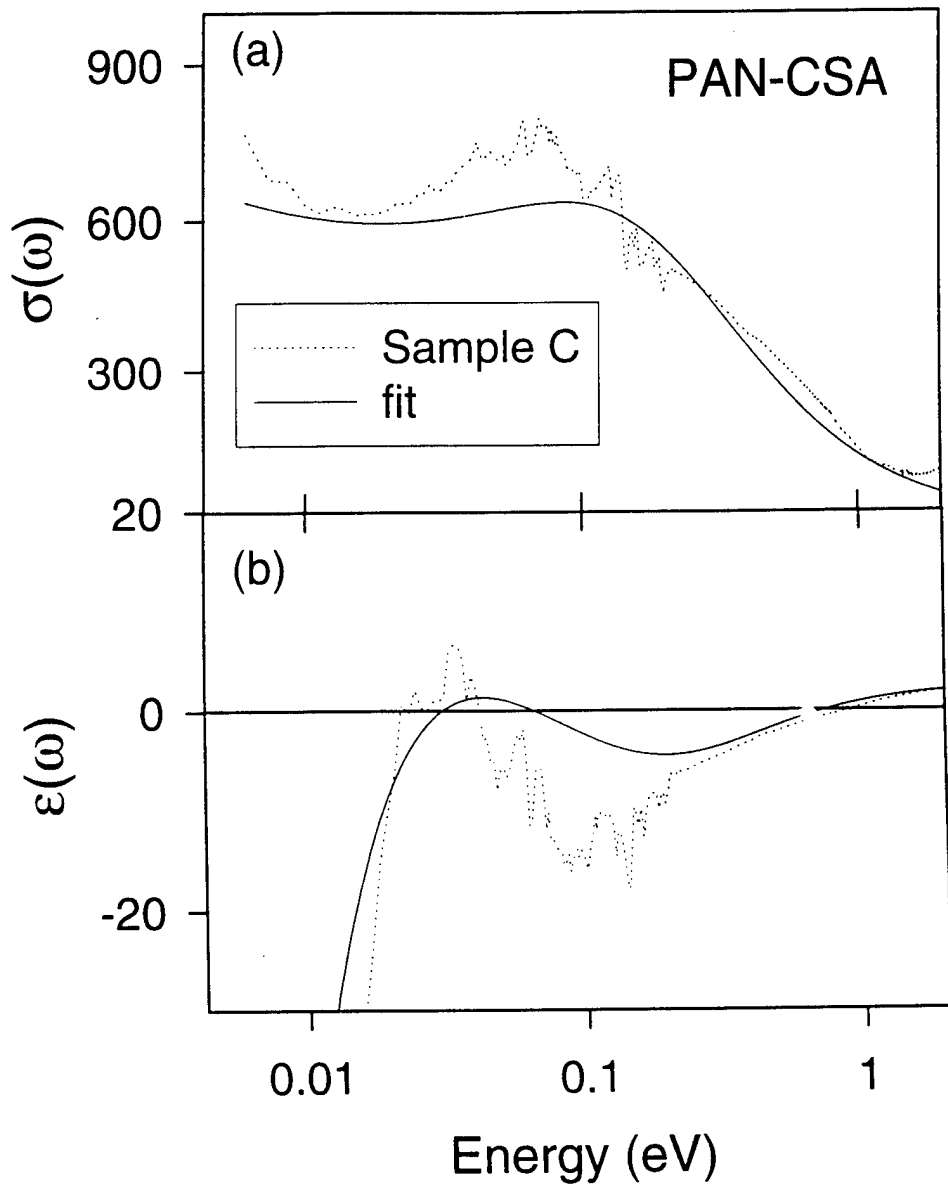 (a)
PAN-CSA
900
600
300
σ(ω)
Sample C
fit
20
(b)
0
-20
ε(ω)
0.01
0.1
1
Energy (eV)